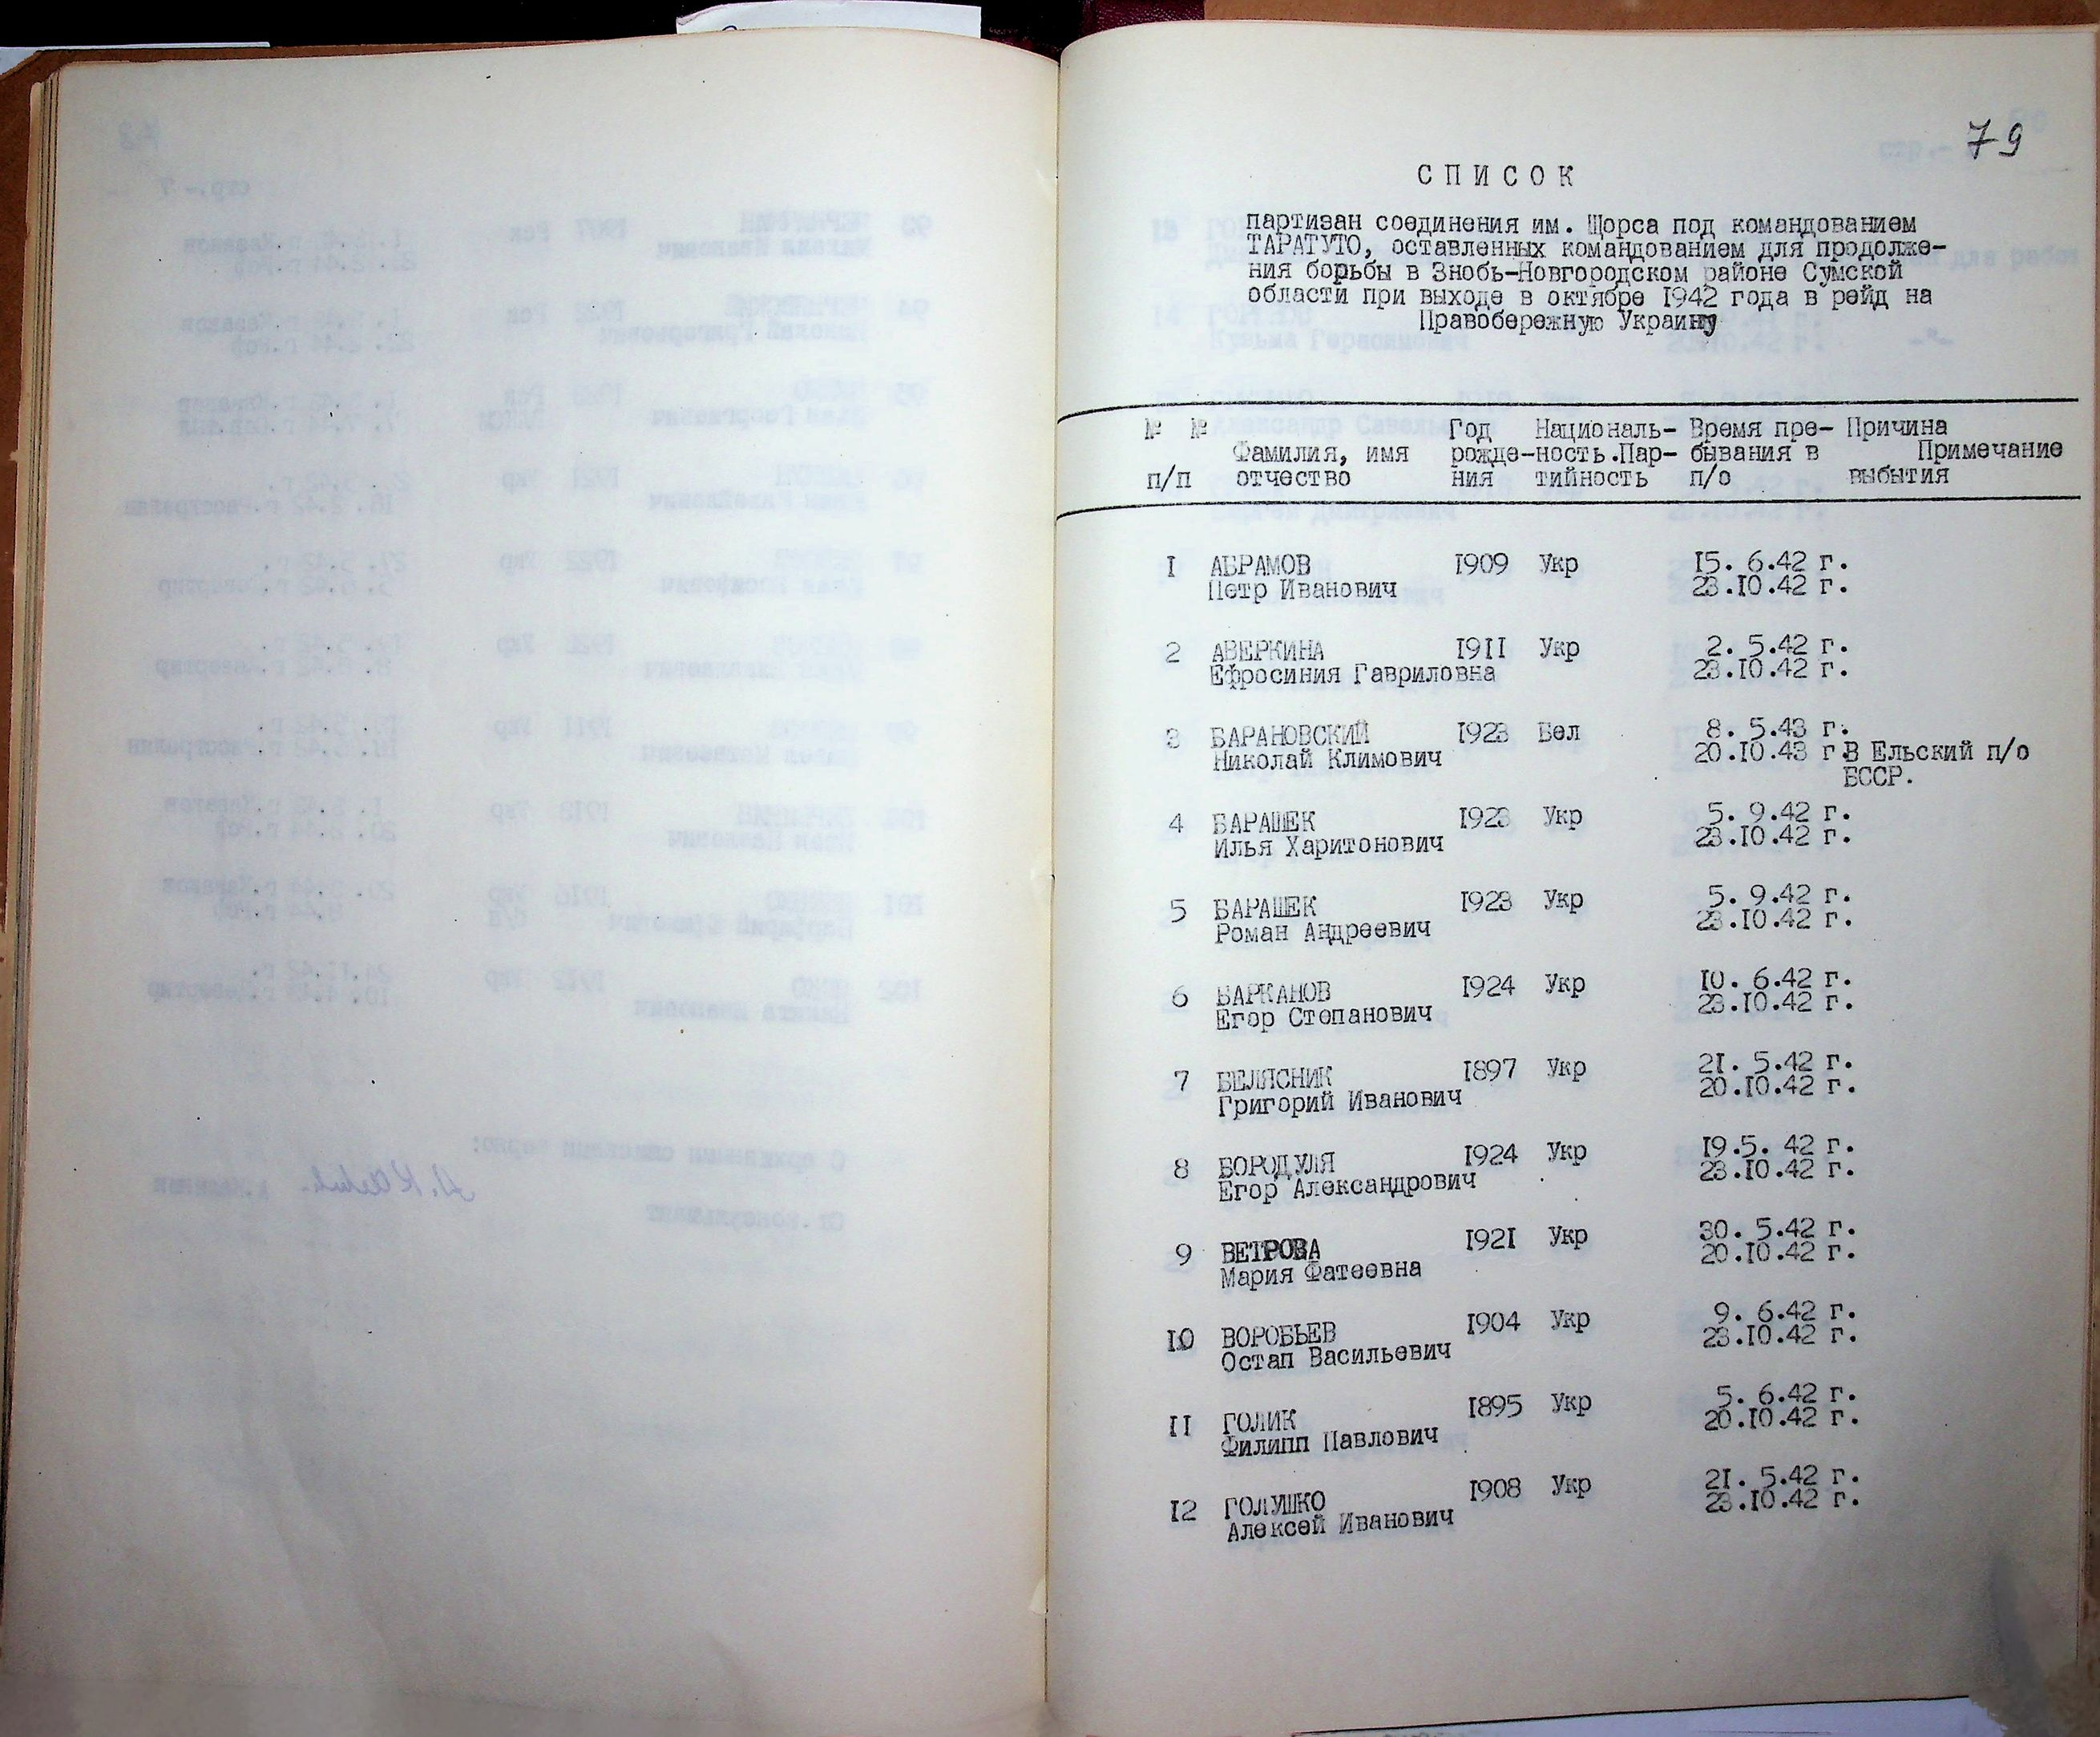 79
СПИСОК
партизан соединения им. Щорса под командованием
ТАРАТУТО, оставленных командованием для продолже-
ния борьбы в Знобь-Новгородском районе Сумской
области при выходе в октябре 1942 года в рейд на
Правобережную Украину
№ № Год Националь- Время пре- Причина
Фамилия, имя рожде- ность.Пар- бывания в Примечание
п/п отчество ния тийность п/о выбытия
1 АБРАМОВ 1909 Укр 15. 6.42 г.
Петр Иванович 23.10.42 г.
2 АВЕРКИНА 1911 Укр 2. 5.42 г.
Ефросиния Гавриловна 23.10.42 г.
3 БАРАНОВСКИЙ 1923 Бел 8. 5.43 г.
Николай Климович 20.10.43 г. В Ельский п/о
БССР.
4 БАРАШЕК 1923 Укр 5. 9.42 г.
Илья Харитонович 23.10.42 г.
5 БАРАШЕК 1923 Укр 5. 9.42 г.
Роман Андреевич 23.10.42 г.
6 БАРКАНОВ 1924 Укр 10. 6.42 г.
Егор Степанович 23.10.42 г.
7 БЕЛЯСНИК 1897 Укр 21. 5.42 г.
Григорий Иванович 20.10.42 г.
8 БОРОДУЛЯ 1924 Укр 19.5. 42 г.
Егор Александрович 23.10.42 г.
9 ВЕТРОВА 1921 Укр 30. 5.42 г.
Мария Фатеевна 20.10.42 г.
10 ВОРОБЬЕВ 1904 Укр 9. 6.42 г.
Остап Васильевич 23.10.42 г.
11 ГОЛИК 1895 Укр 5. 6.42 г.
Филипп Павлович 20.10.42 г.
12 ГОЛУШКО 1908 Укр 21. 5.42 г.
Алексей Иванович 23.10.42 г.